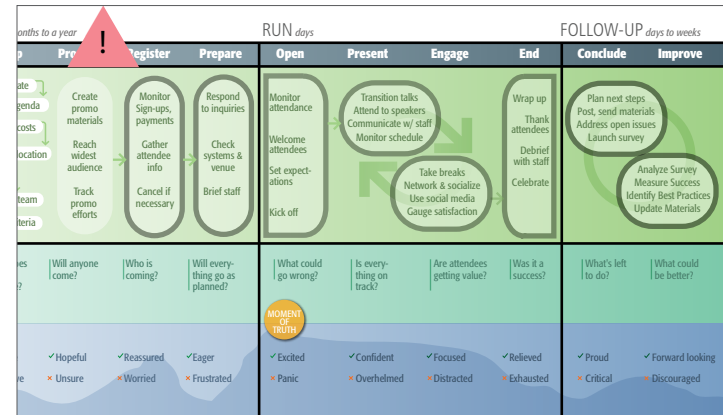 onths to a year
RUN days
FOLLOW-UP days to weeks
!
Register
Prepare
Open
Present
Engage
End
Conclude
Improve
ate
genda
costs
location
team
iteria
Create
promo
materials
Reach
widest
audience
Track
promo
efforts
Monitor
Sign-ups,
payments
Gather
attendee
info
Cancel if
necessary
Respond
to inquiries
Check
systems &
venue
Brief staff
Monitor
attendance
Welcome
attendees
Set expect-
ations
Kick off
Transition talks
Attend to speakers
Communicate w/ staff
Monitor schedule
Take breaks
Network & socialize
Use social media
Gauge satisfaction
Wrap up
Thank
attendees
Debrief
with staff
Celebrate
Plan next steps
Post, send materials
Address open issues
Launch survey
Analyze Survey
Measure Success
Identify Best Practices
Update Materials
oes
?
Will anyone
come?
Who is
coming?
Will every-
thing go as
planned?
What could
go wrong?
Is every-
thing on
track?
Are attendees
getting value?
Was it a
success?
What's left
to do?
What could
be better?
MOMENT
OF
TRUTH
Hopeful
Reassured
Eager
Excited
Confident
Focused
Relieved
Proud
Forward looking
ve
Unsure
Worried
Frustrated
Panic
Overhelmed
Distracted
Exhausted
Critical
Discouraged